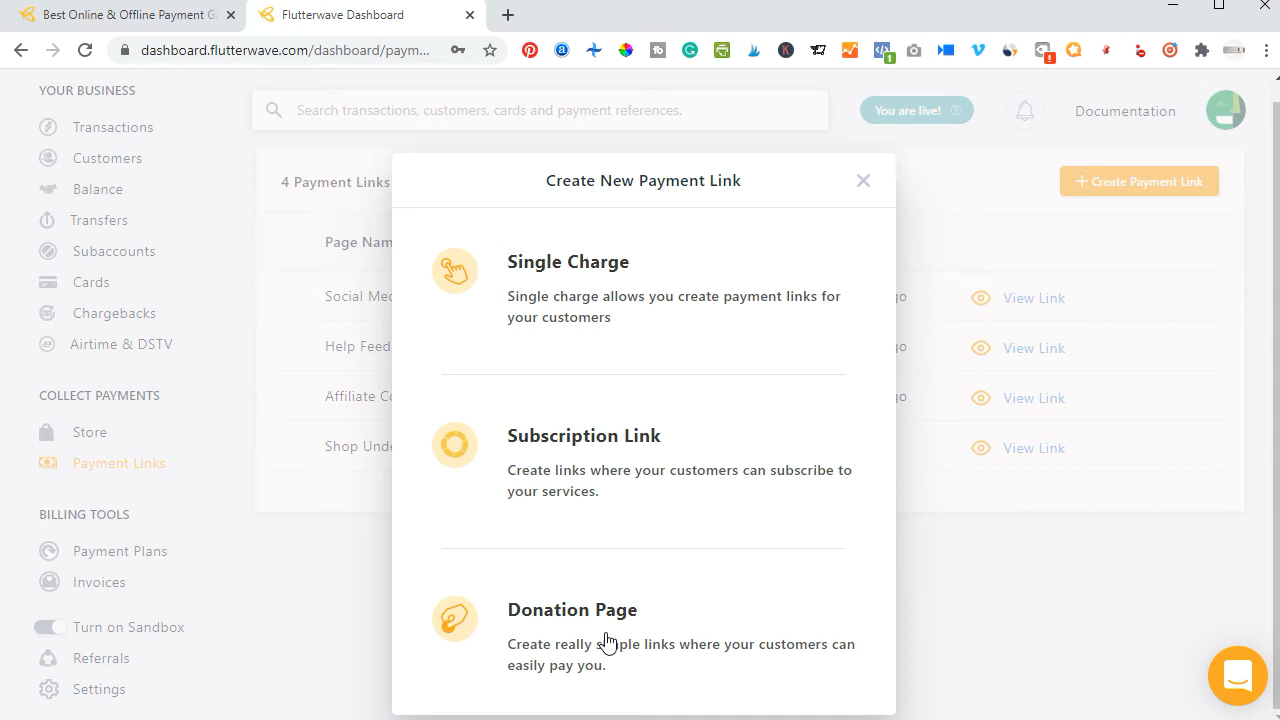 Best Online & Offline Payment G
Flutterwave Dashboard
dashboard.flutterwave.com/dashboard/paym...
YOUR BUSINESS
Transactions
Customers
Balance
Transfers
Subaccounts
Cards
Chargebacks
Airtime & DSTV
COLLECT PAYMENTS
Store
Payment Links
BILLING TOOLS
Payment Plans
Invoices
Turn on Sandbox
Referrals
Settings
Search transactions, customers, cards and payment references.
You are live!
Documentation
4 Payment Links
+ Create Payment Link
Page Nam
Social Mec
go
View Link
Help Feed
go
View Link
Affiliate Co
go
View Link
Shop Unde
View Link
Create New Payment Link
Single Charge
Single charge allows you create payment links for
your customers
Subscription Link
Create links where your customers can subscribe to
your services.
Donation Page
Create really links where your customers can
easily pay you.